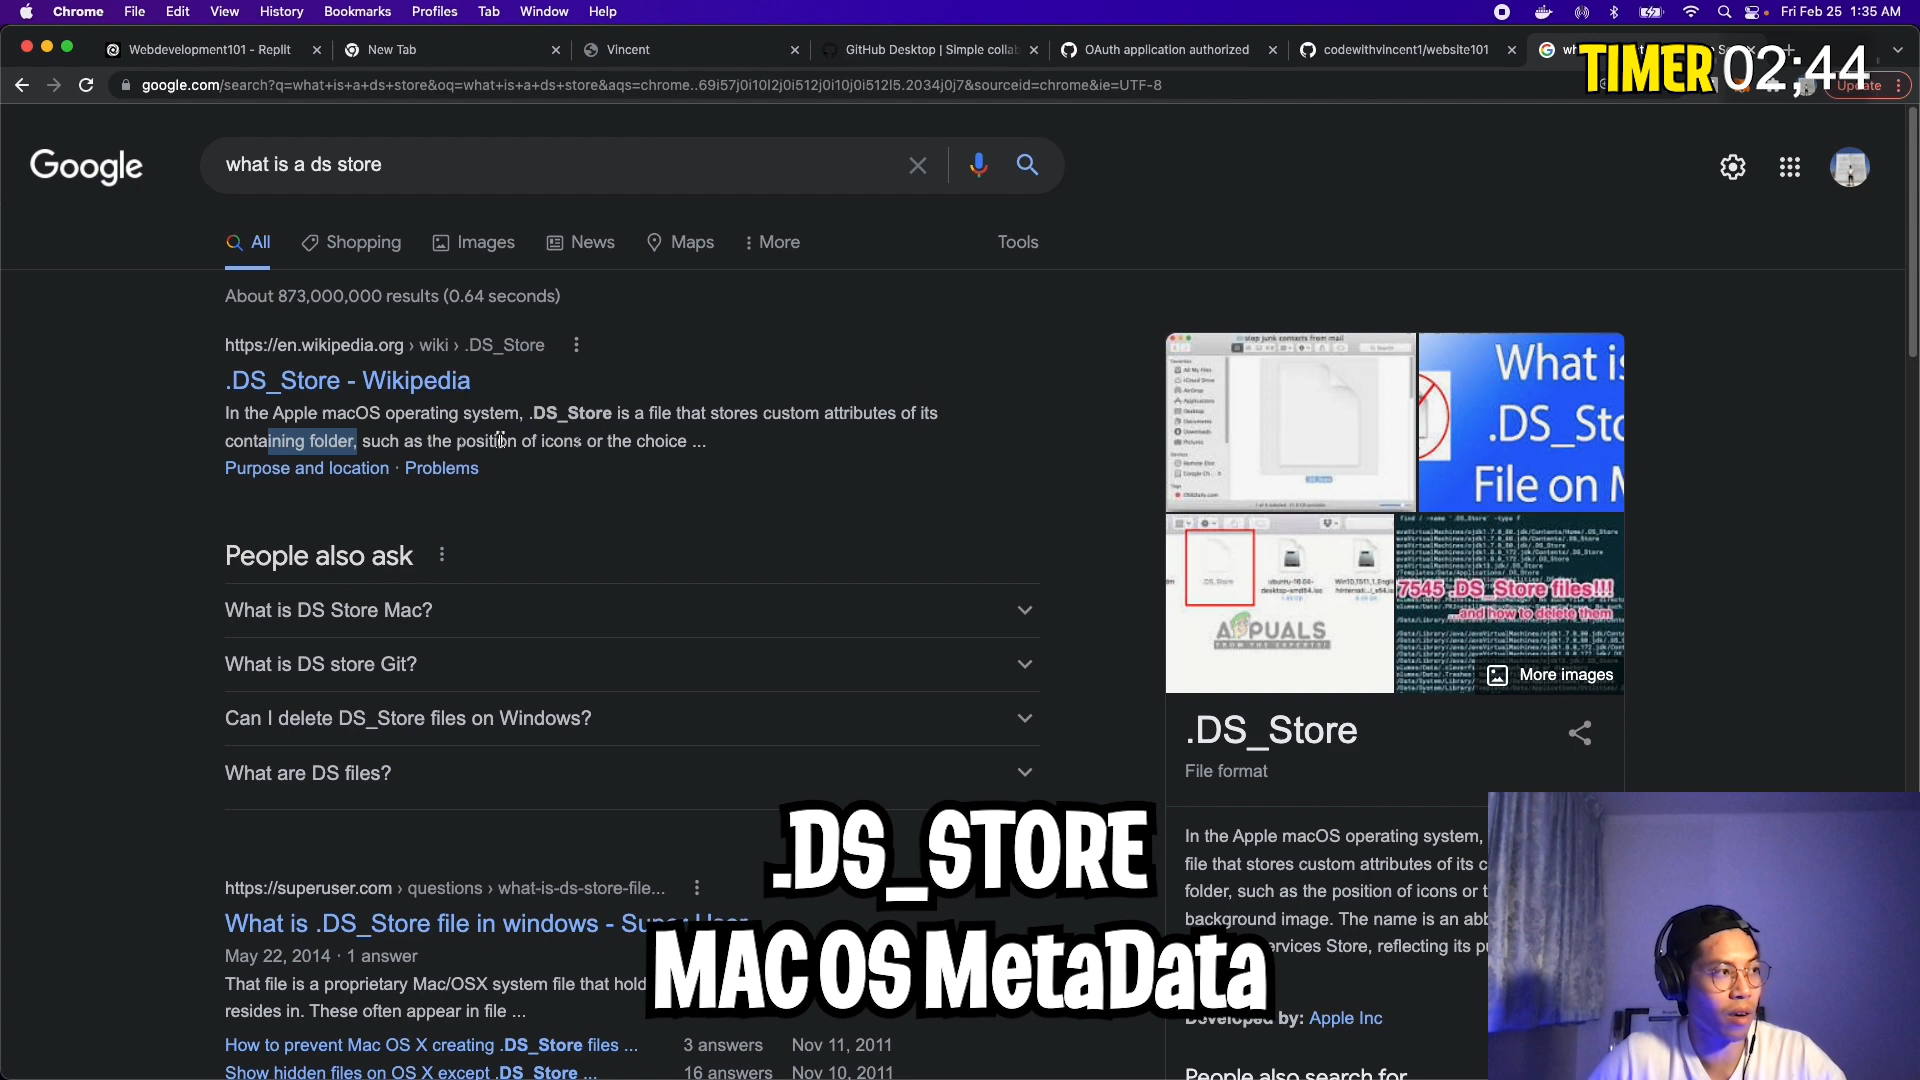 Chrome File Edit View History Bookmarks Profiles Tab Window Help
Fri Feb 25 1:35 AM
Webdevelopment101 - Replit
New Tab
Vincent
GitHub Desktop | Simple collab
OAuth application authorized
codewithvincent1/website101
TIMER 02;44
google.com/search?q=what+is+a+ds+store&oq=what+is+a+ds+store&aqs=chrome..69i57j0i10l2j0i512j0i10j0i512l5.2034j0j7&sourceid=chrome&ie=UTF-8
Update
Google
what is a ds store
All Shopping Images News Maps More Tools
About 873,000,000 results (0.64 seconds)
https://en.wikipedia.org › wiki › .DS_Store
.DS_Store - Wikipedia
In the Apple macOS operating system, .DS_Store is a file that stores custom attributes of its
containing folder, such as the position of icons or the choice ...
Purpose and location · Problems
People also ask
What is DS Store Mac?
What is DS store Git?
Can I delete DS_Store files on Windows?
What are DS files?
https://superuser.com › questions › what-is-ds-store-file...
What is .DS_Store file in windows - Super User
May 22, 2014 · 1 answer
That file is a proprietary Mac/OSX system file that hold
resides in. These often appear in file ...
How to prevent Mac OS X creating .DS_Store files ... 3 answers Nov 11, 2011
Show hidden files on OS X except .DS_Store ... 16 answers Nov 10, 2011
What is
.DS_Sto
File on M
APPUALS
7545 .DS_Store files!!!
...and how to delete them
More images
.DS_Store
File format
In the Apple macOS operating system,
file that stores custom attributes of its c
folder, such as the position of icons or t
background image. The name is an abb
ervices Store, reflecting its p
Developed by: Apple Inc
People also search for
.DS_STORE
MAC OS MetaData